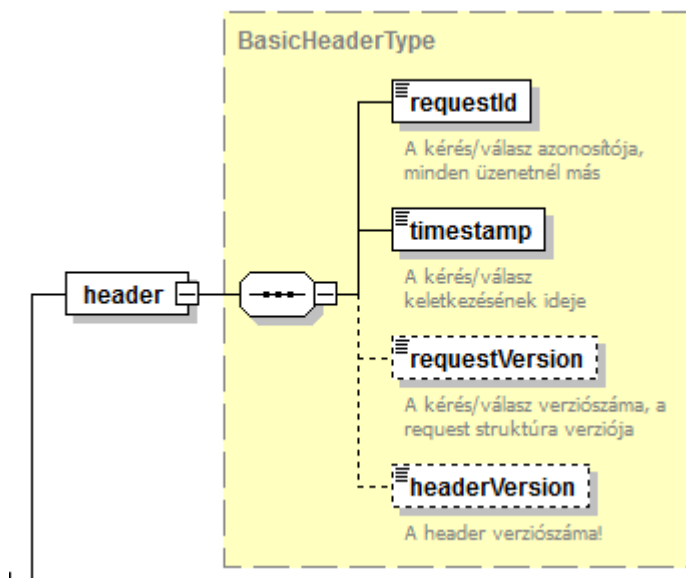 BasicHeaderType
requestId
A kérés/válasz azonosítója,
minden üzenetnél más
timestamp
A kérés/válasz
keletkezésének ideje
header
requestVersion
A kérés/válasz verziószáma, a
request struktúra verziója
headerVersion
A header verziószáma!